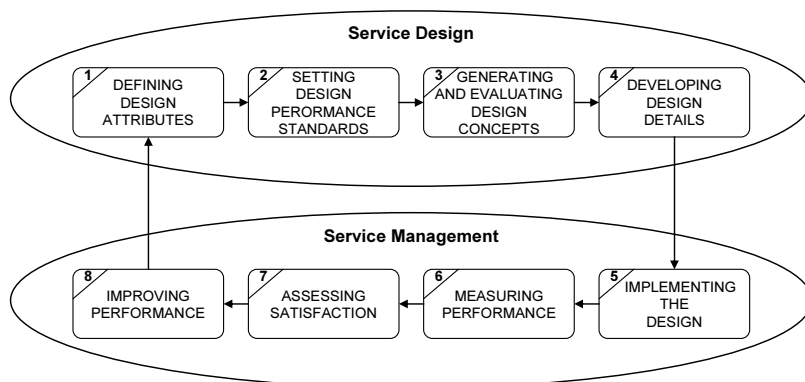 Service Design
1
DEFINING
DESIGN
ATTRIBUTES
2
SETTING
DESIGN
PERORMANCE
STANDARDS
3
GENERATING
AND EVALUATING
DESIGN
CONCEPTS
4
DEVELOPING
DESIGN
DETAILS
Service Management
8
IMPROVING
PERFORMANCE
7
ASSESSING
SATISFACTION
6
MEASURING
PERFORMANCE
5
IMPLEMENTING
THE
DESIGN